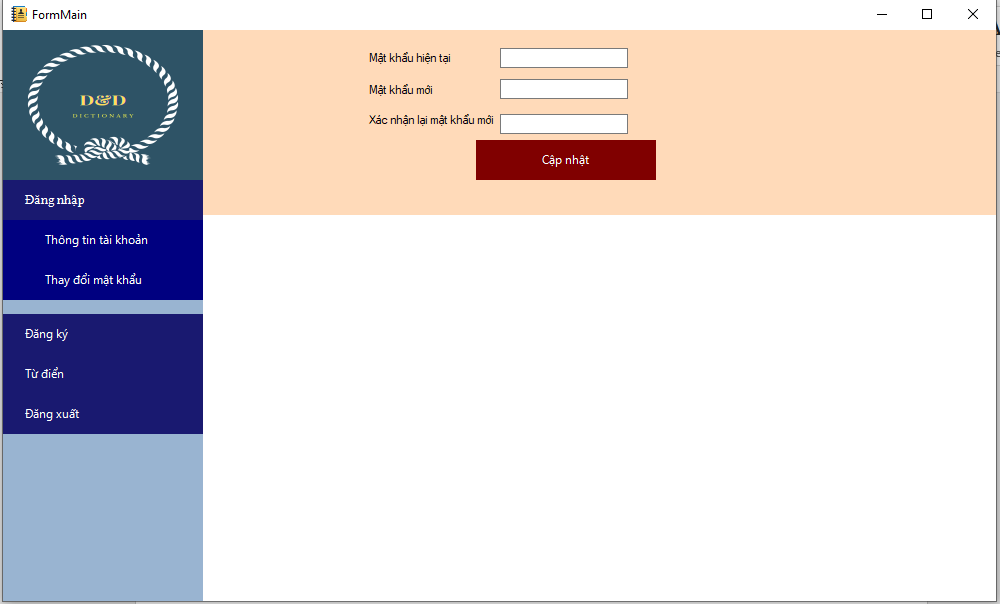 FormMain
D&D
DICTIONARY
Đăng nhập
Thông tin tài khoản
Thay đổi mật khẩu
Đăng ký
Từ điển
Đăng xuất
Mật khẩu hiện tại
Mật khẩu mới
Xác nhận lại mật khẩu mới
Cập nhật